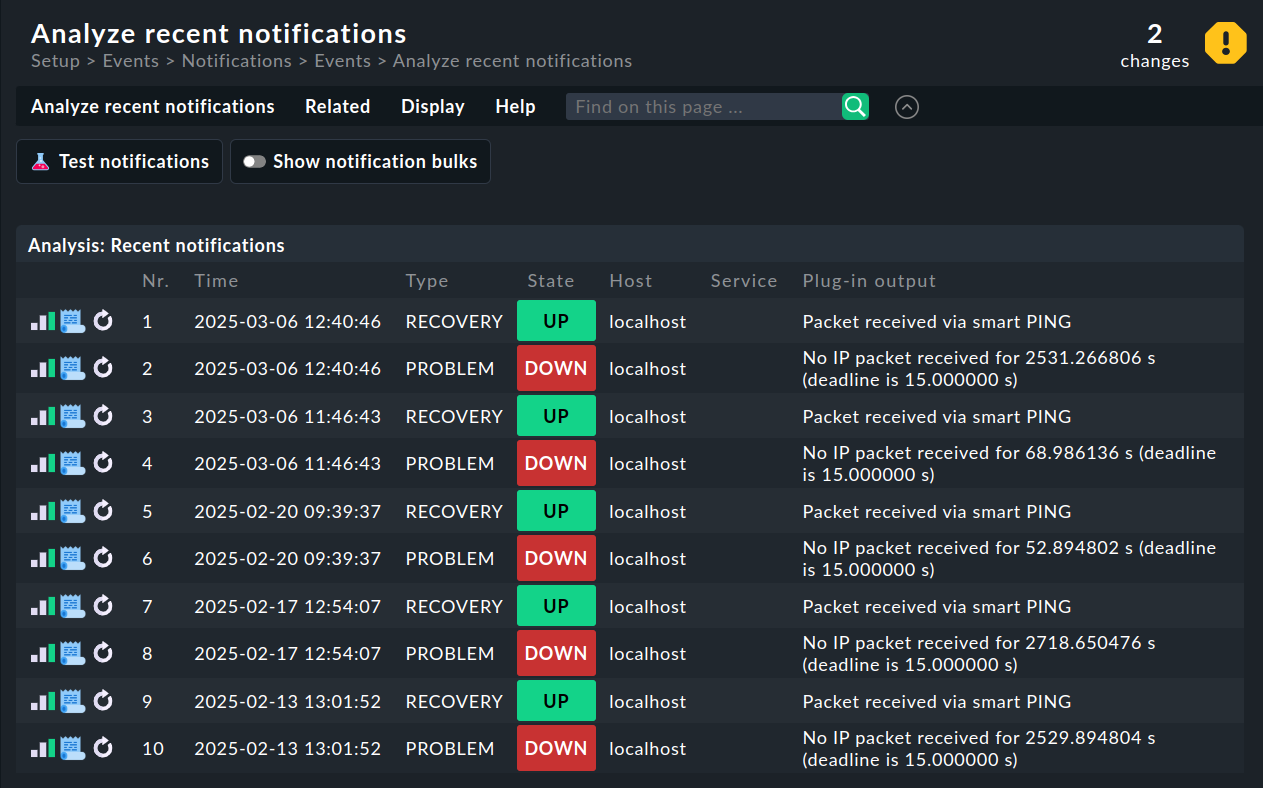 Analyze recent notifications
Setup > Events > Notifications > Events > Analyze recent notifications
2
changes
Analyze recent notifications Related Display Help Find on this page ...
Test notifications Show notification bulks
Analysis: Recent notifications
Nr. Time Type State Host Service Plug-in output
1 2025-03-06 12:40:46 RECOVERY UP localhost Packet received via smart PING
2 2025-03-06 12:40:46 PROBLEM DOWN localhost No IP packet received for 2531.266806 s
(deadline is 15.000000 s)
3 2025-03-06 11:46:43 RECOVERY UP localhost Packet received via smart PING
4 2025-03-06 11:46:43 PROBLEM DOWN localhost No IP packet received for 68.986136 s (deadline
is 15.000000 s)
5 2025-02-20 09:39:37 RECOVERY UP localhost Packet received via smart PING
6 2025-02-20 09:39:37 PROBLEM DOWN localhost No IP packet received for 52.894802 s (deadline
is 15.000000 s)
7 2025-02-17 12:54:07 RECOVERY UP localhost Packet received via smart PING
8 2025-02-17 12:54:07 PROBLEM DOWN localhost No IP packet received for 2718.650476 s
(deadline is 15.000000 s)
9 2025-02-13 13:01:52 RECOVERY UP localhost Packet received via smart PING
10 2025-02-13 13:01:52 PROBLEM DOWN localhost No IP packet received for 2529.894804 s
(deadline is 15.000000 s)